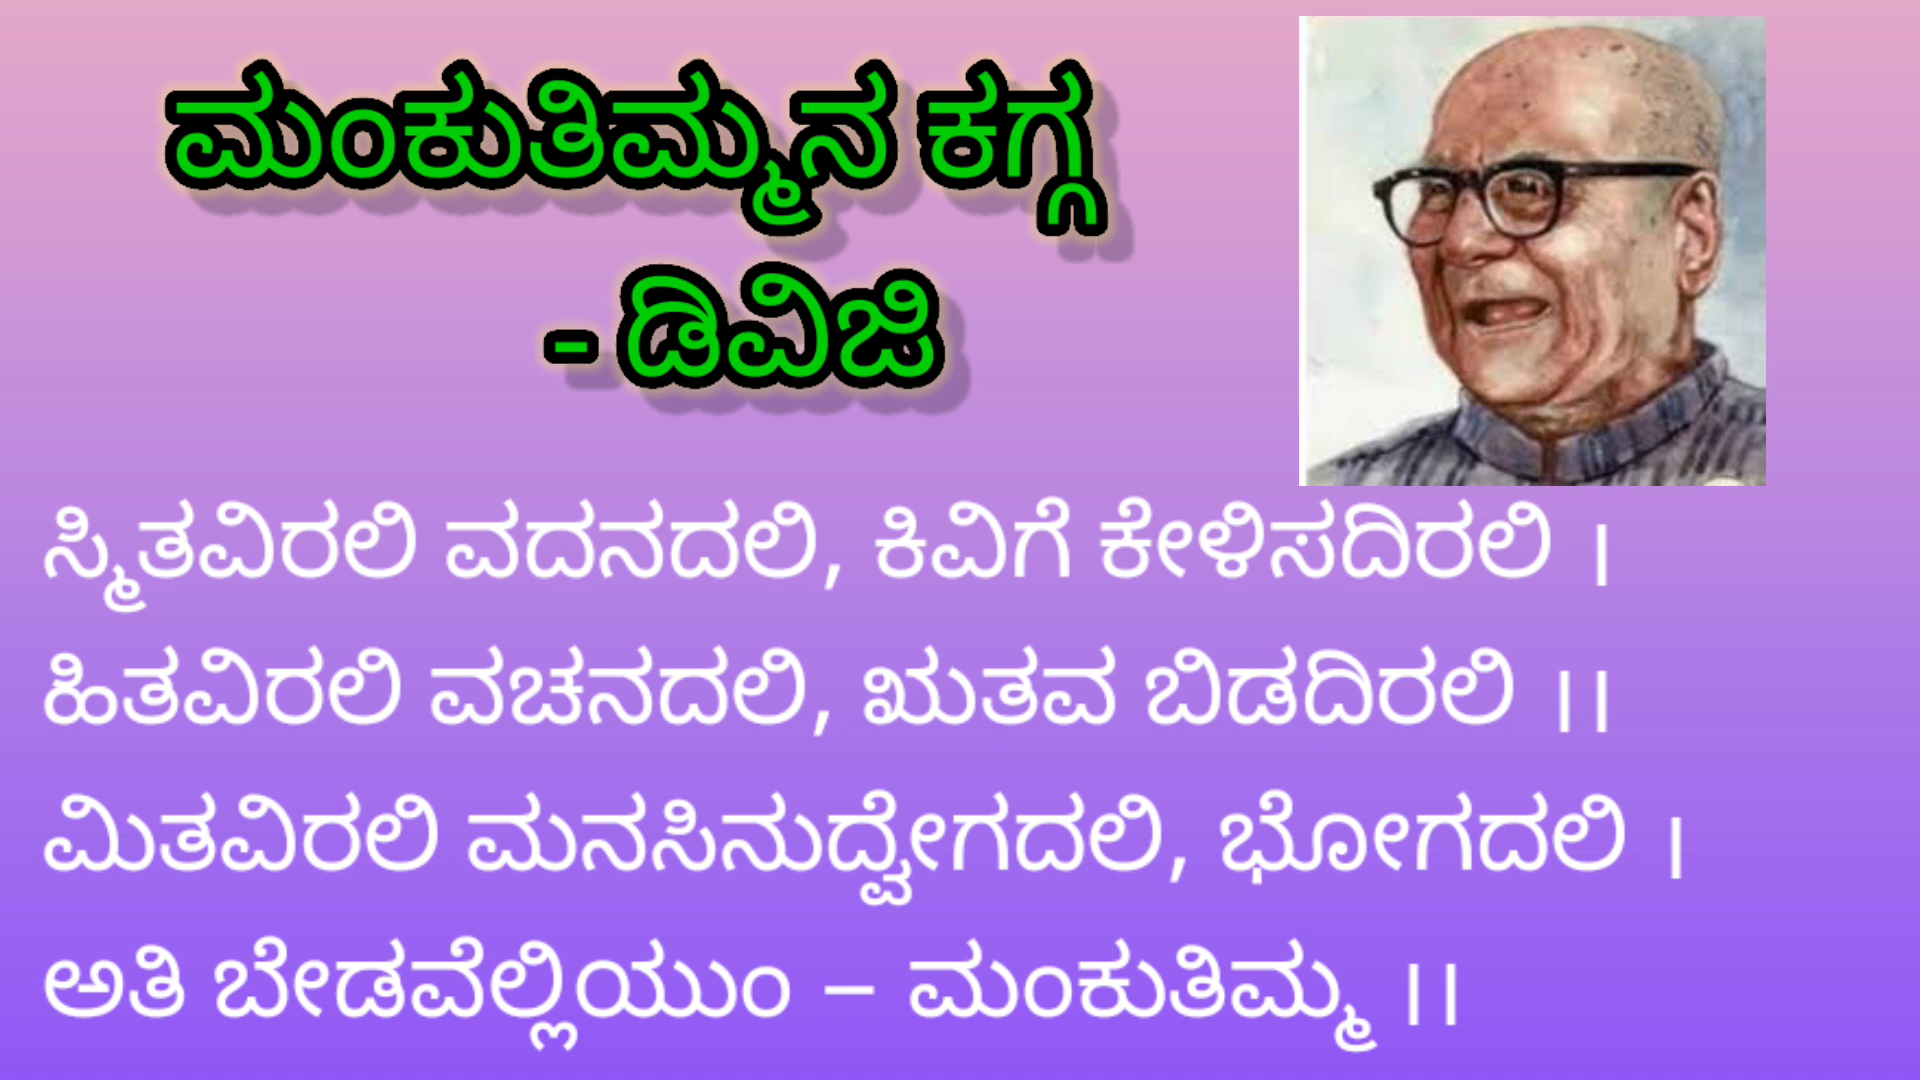 ಮಂಕುತಿಮ್ಮನ ಕಗ್ಗ
- ಡಿವಿಜಿ
ಸ್ಮಿತವಿರಲಿ ವದನದಲಿ, ಕಿವಿಗೆ ಕೇಳಿಸದಿರಲಿ ।
ಹಿತವಿರಲಿ ವಚನದಲಿ, ಋತವ ಬಿಡದಿರಲಿ ।।
ಮಿತವಿರಲಿ ಮನಸಿನುದ್ವೇಗದಲಿ, ಭೋಗದಲಿ ।
ಅತಿ ಬೇಡವೆಲ್ಲಿಯುಂ – ಮಂಕುತಿಮ್ಮ ।।